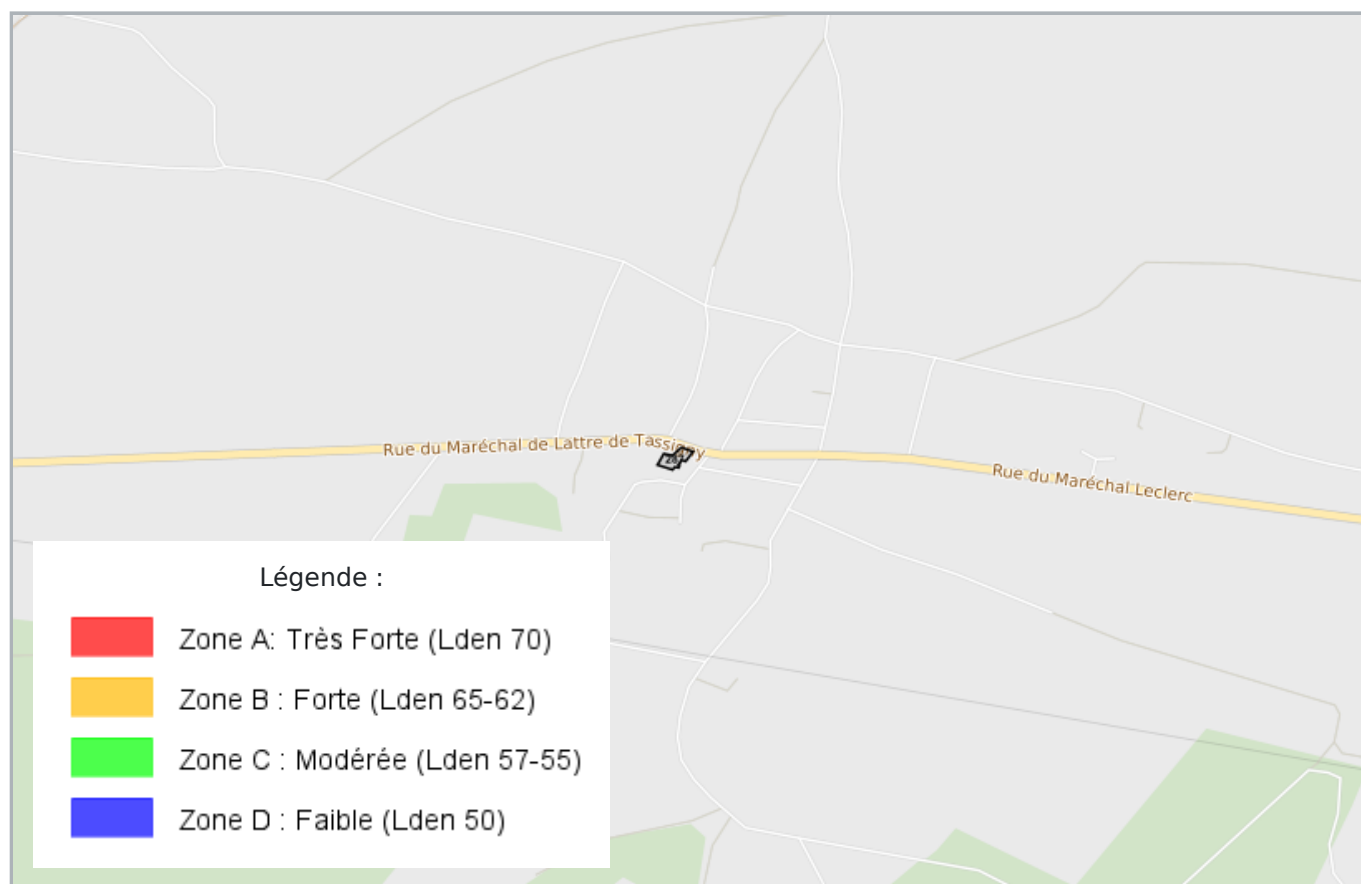 Rue du Maréchal de Lattre de Tassigny
Rue du Maréchal Leclerc
Légende :
Zone A: Très Forte (Lden 70)
Zone B : Forte (Lden 65-62)
Zone C : Modérée (Lden 57-55)
Zone D : Faible (Lden 50)